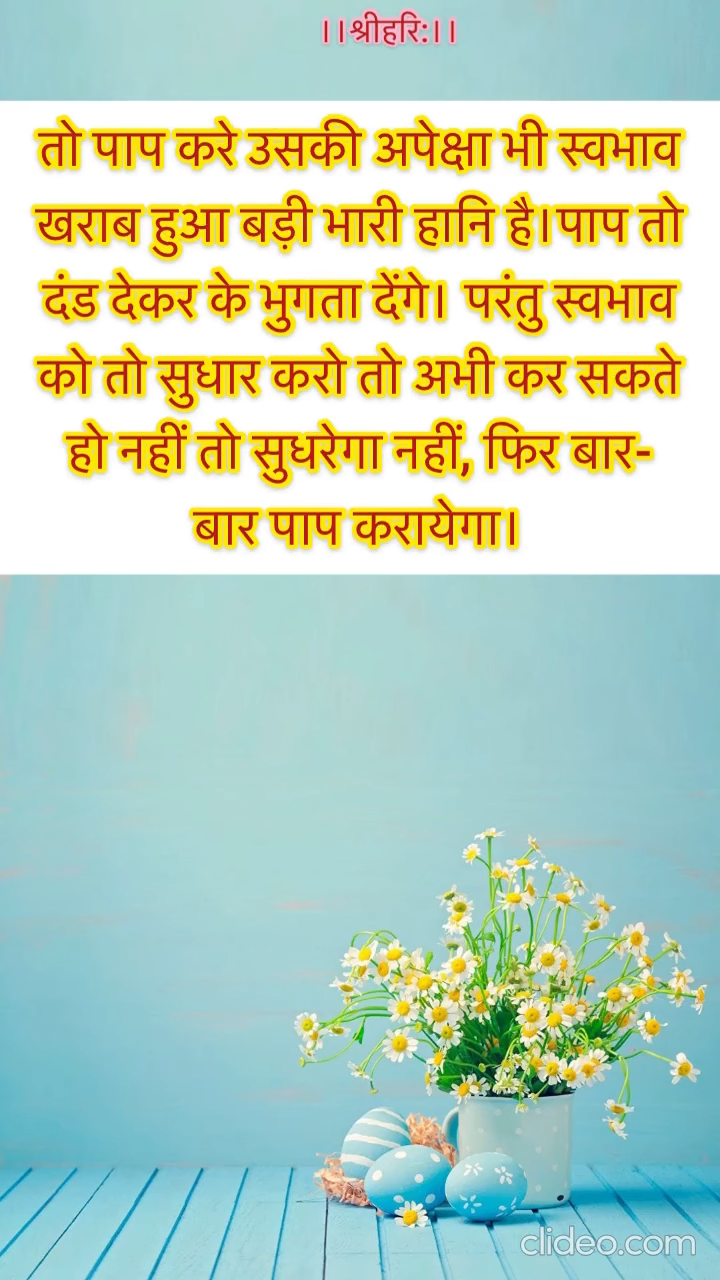 ।।श्रीहरि:।।
तो पाप करे उसकी अपेक्षा भी स्वभाव
खराब हुआ बड़ी भारी हानि है।पाप तो
दंड देकर के भुगता देंगे। परंतु स्वभाव
को तो सुधार करो तो अभी कर सकते
हो नहीं तो सुधरेगा नहीं, फिर बार-
बार पाप करायेगा।
clideo.com